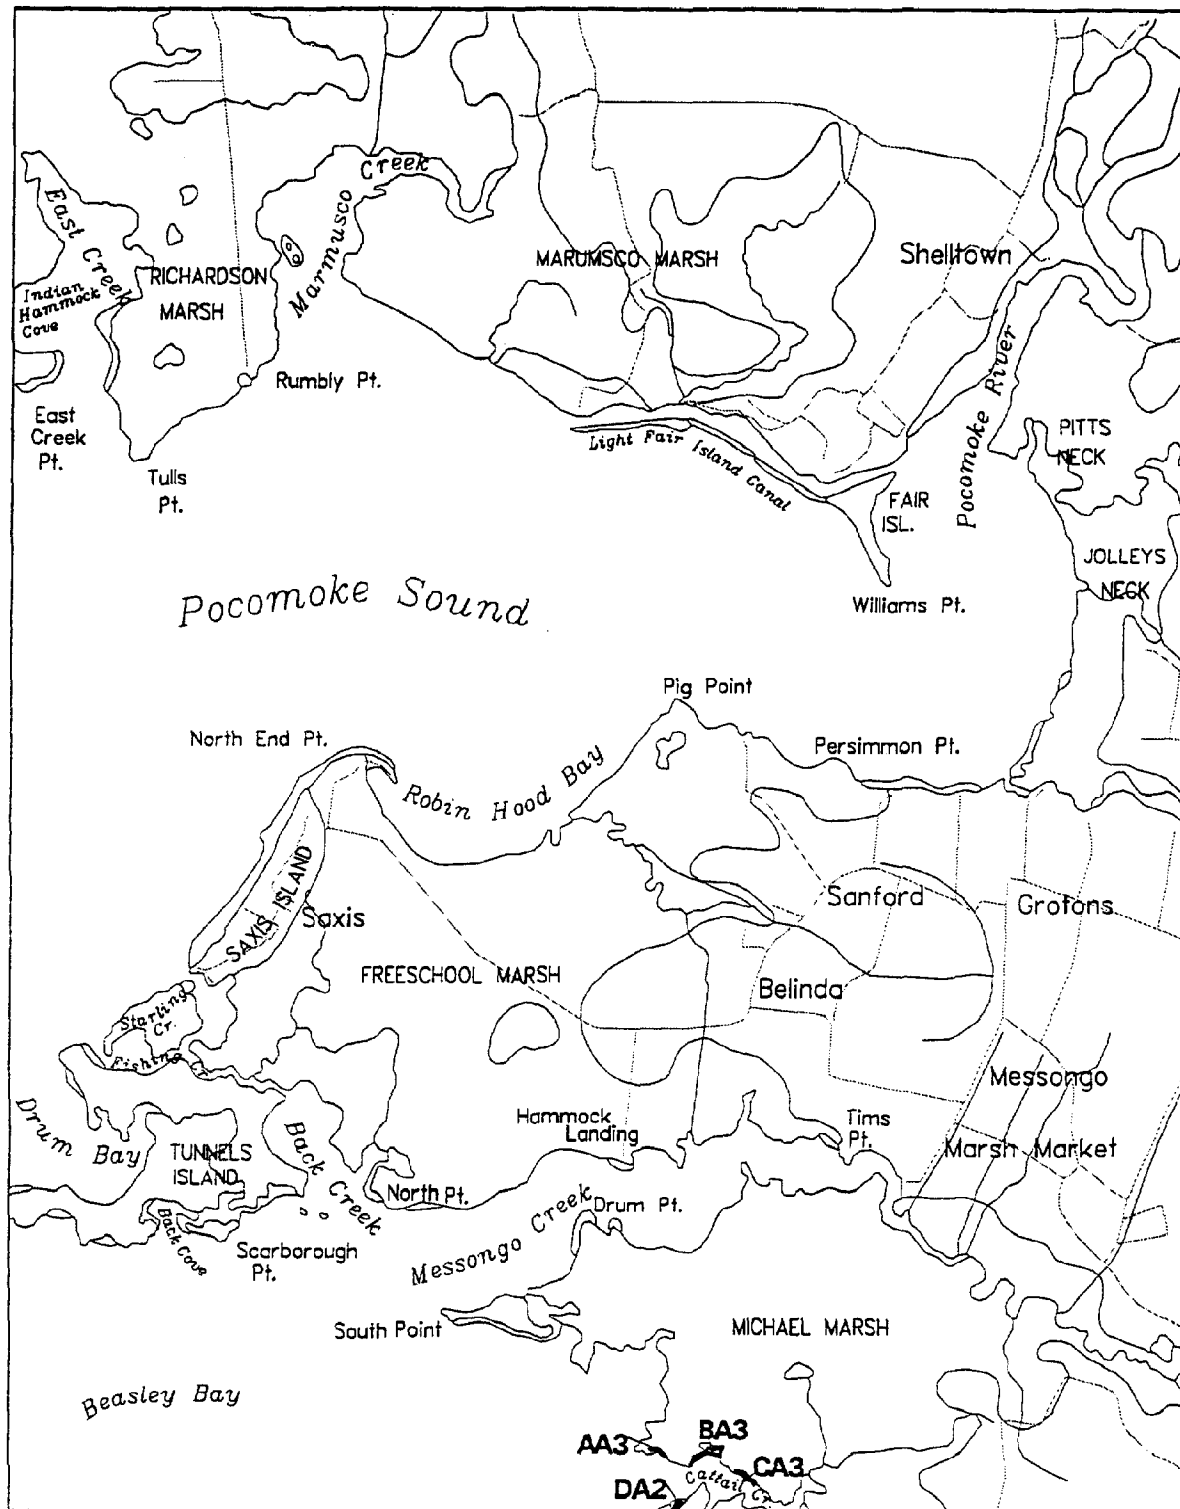 Marmusco
Creek
East Creek
RICHARDSON
MARSH
Indian
Hammock
Cove
MARUMSCO MARSH
Shelltown
Rumbly Pt.
East
Creek
Pt.
Tulls
Pt.
Light Fair Island Canal
Pocomoke River
PITTS
NECK
FAIR
ISL.
JOLLEYS
NECK
Williams Pt.
Pocomoke Sound
Pig Point
North End Pt.
Persimmon Pt.
Robin Hood Bay
SAXIS ISLAND
Saxis
Sanford
Grotons
FREESCHOOL MARSH
Belinda
Starling
Cr.
Fishing Cr.
Messongo
Drum Bay
TUNNELS
ISLAND
Back Creek
Hammock
Landing
Tims
Pt.
Marsh Market
North Pt.
Messongo Creek
Drum Pt.
Back Cove
Scarborough
Pt.
South Point
MICHAEL MARSH
Beasley Bay
AA3
BA3
CA3
Cattail Cr.
DA2